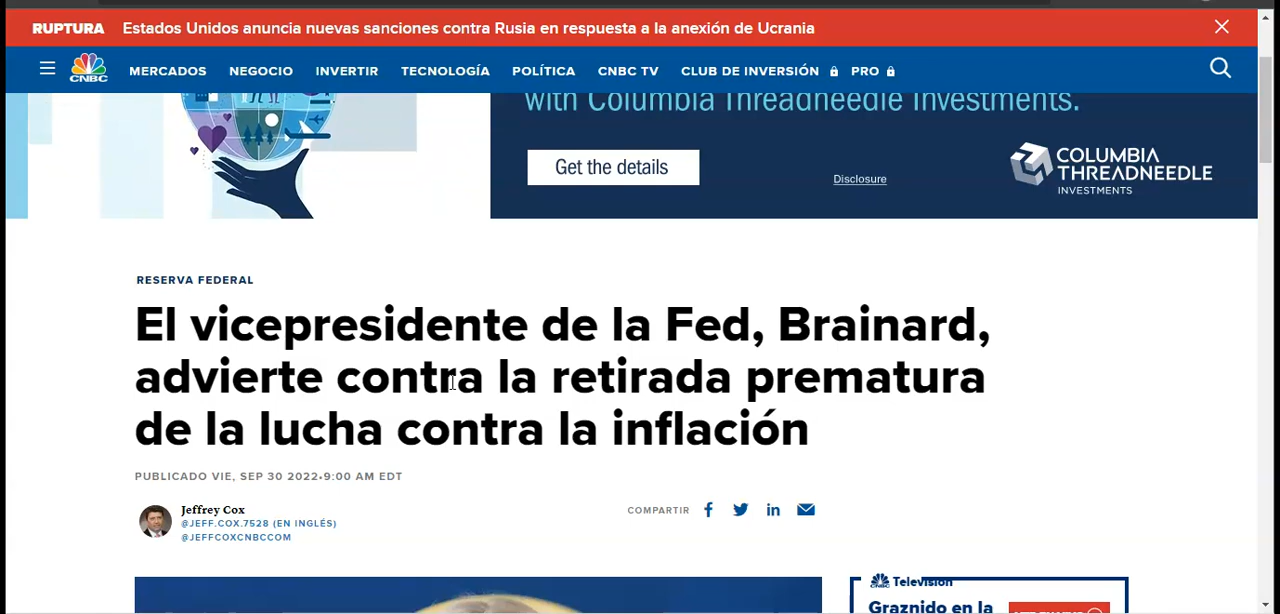 RUPTURA Estados Unidos anuncia nuevas sanciones contra Rusia en respuesta a la anexión de Ucrania
CNBC MERCADOS NEGOCIO INVERTIR TECNOLOGÍA POLÍTICA CNBC TV CLUB DE INVERSIÓN PRO
with Columbia Threadneedle Investments.
Get the details
Disclosure
COLUMBIA
THREADNEEDLE
INVESTMENTS
RESERVA FEDERAL
El vicepresidente de la Fed, Brainard,
advierte contra la retirada prematura
de la lucha contra la inflación
PUBLICADO VIE, SEP 30 2022•9:00 AM EDT
Jeffrey Cox
@JEFF.COX.7528 (EN INGLÉS)
@JEFFCOXCNBCCOM
COMPARTIR
CNBC Televisión
Graznido en la